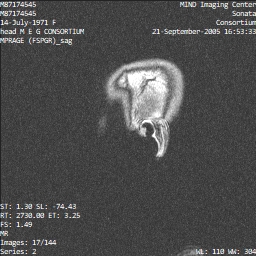 M87174545
M87174545
14-July-1971 F
head M E G CONSORTIUM
MPRAGE (FSPGR)_sag
MIND Imaging Center
Sonata
Consortium
21-September-2005 16:53:33
ST: 1.30 SL: -74.43
RT: 2730.00 ET: 3.25
FS: 1.49
MR
Images: 17/144
Series: 2
WL: 110 WW: 304